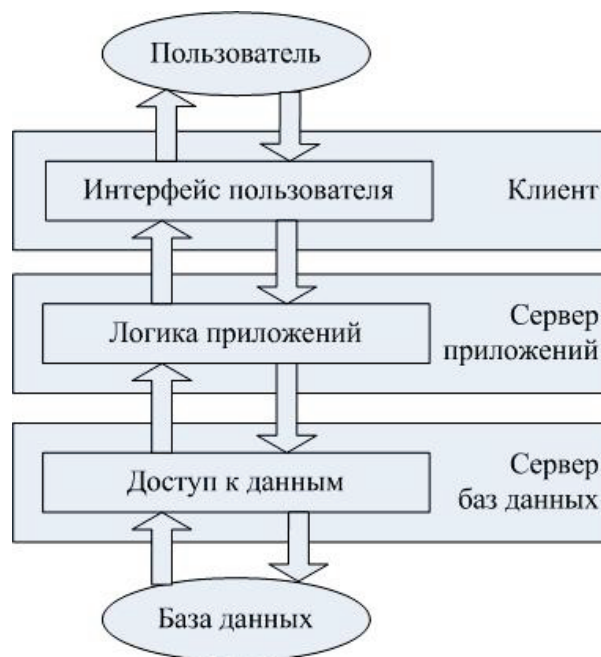 Пользователь
Интерфейс пользователя
Клиент
Логика приложений
Сервер
приложений
Доступ к данным
Сервер
баз данных
База данных